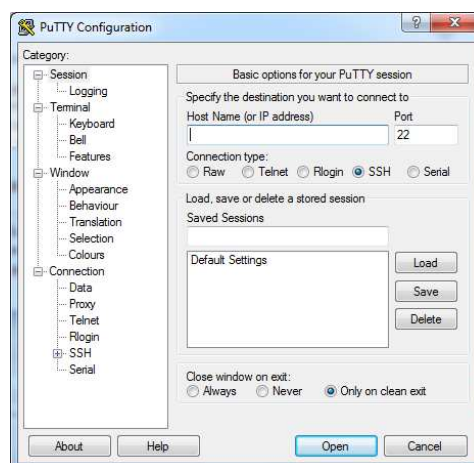 PuTTY Configuration
Category:
Session
Logging
Terminal
Keyboard
Bell
Features
Window
Appearance
Behaviour
Translation
Selection
Colours
Connection
Data
Proxy
Telnet
Rlogin
SSH
Serial
Basic options for your PuTTY session
Specify the destination you want to connect to
Host Name (or IP address) Port
22
Connection type:
Raw Telnet Rlogin SSH Serial
Load, save or delete a stored session
Saved Sessions
Default Settings
Load
Save
Delete
Close window on exit:
Always Never Only on clean exit
About Help Open Cancel